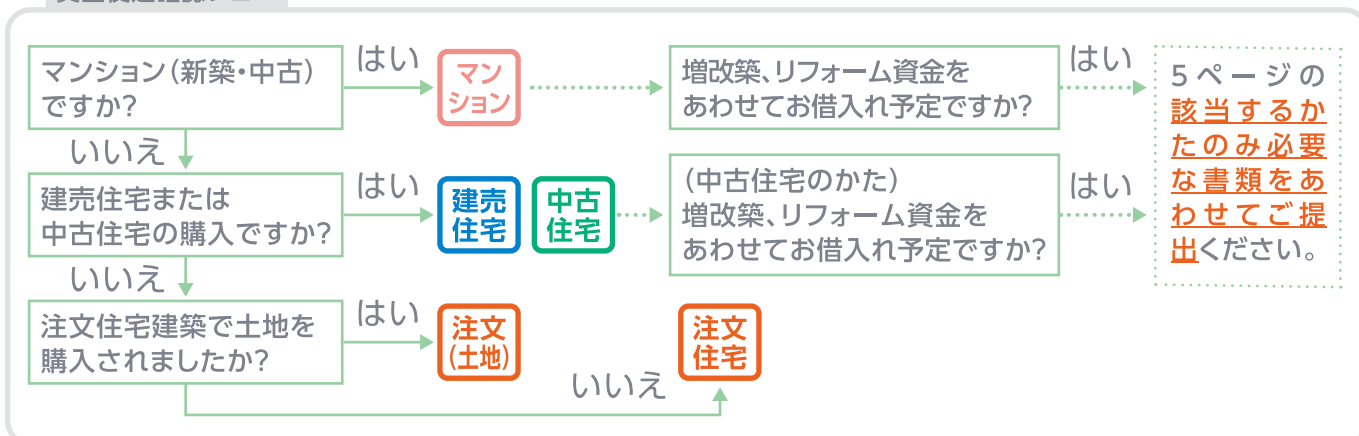 マンション(新築・中古)
ですか?
はい
マン
ション
増改築、リフォーム資金を
あわせてお借入れ予定ですか?
はい
いいえ
建売住宅または
中古住宅の購入ですか?
はい
建売
住宅
中古
住宅
(中古住宅のかた)
増改築、リフォーム資金を
あわせてお借入れ予定ですか?
はい
5ページの
該当するか
たのみ必要
な書類をあ
わせてご提
出ください。
いいえ
注文住宅建築で土地を
購入されましたか?
はい
注文
(土地)
いいえ
注文
住宅